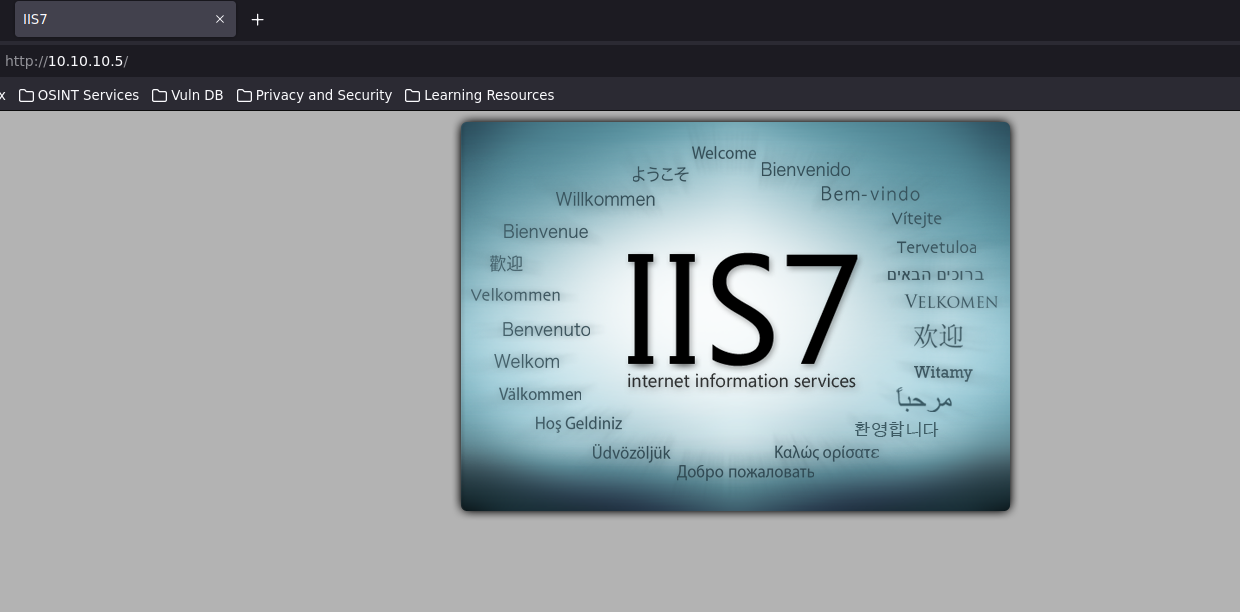 IIS7
http://10.10.10.5/
x OSINT Services Vuln DB Privacy and Security Learning Resources
Welcome
ようこそ
Bienvenido
Willkommen
Bem-vindo
Vítejte
Bienvenue
Tervetuloa
歡迎
ברוכים הבאים
Velkommen
VELKOMEN
Benvenuto
欢迎
Welkom
Witamy
Välkommen
مرحباً
Hoş Geldiniz
환영합니다
Üdvözöljük
Καλώς ορίσατε
Добро пожаловать
IIS7
internet information services